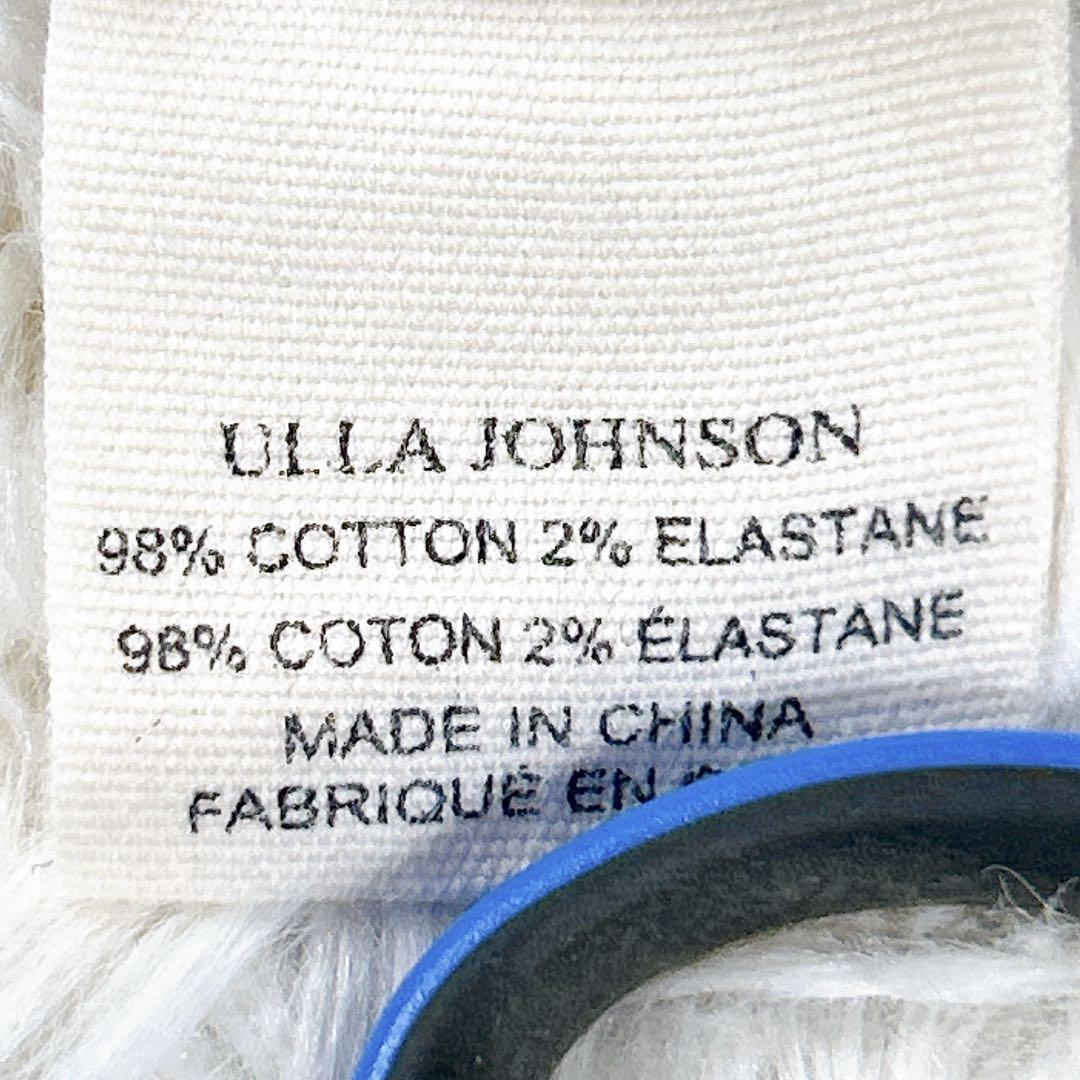 ULLA JOHNSON
98% COTTON 2% ELASTANE
98% COTON 2% ÉLASTANE
MADE IN CHINA
FABRIQUÉ EN